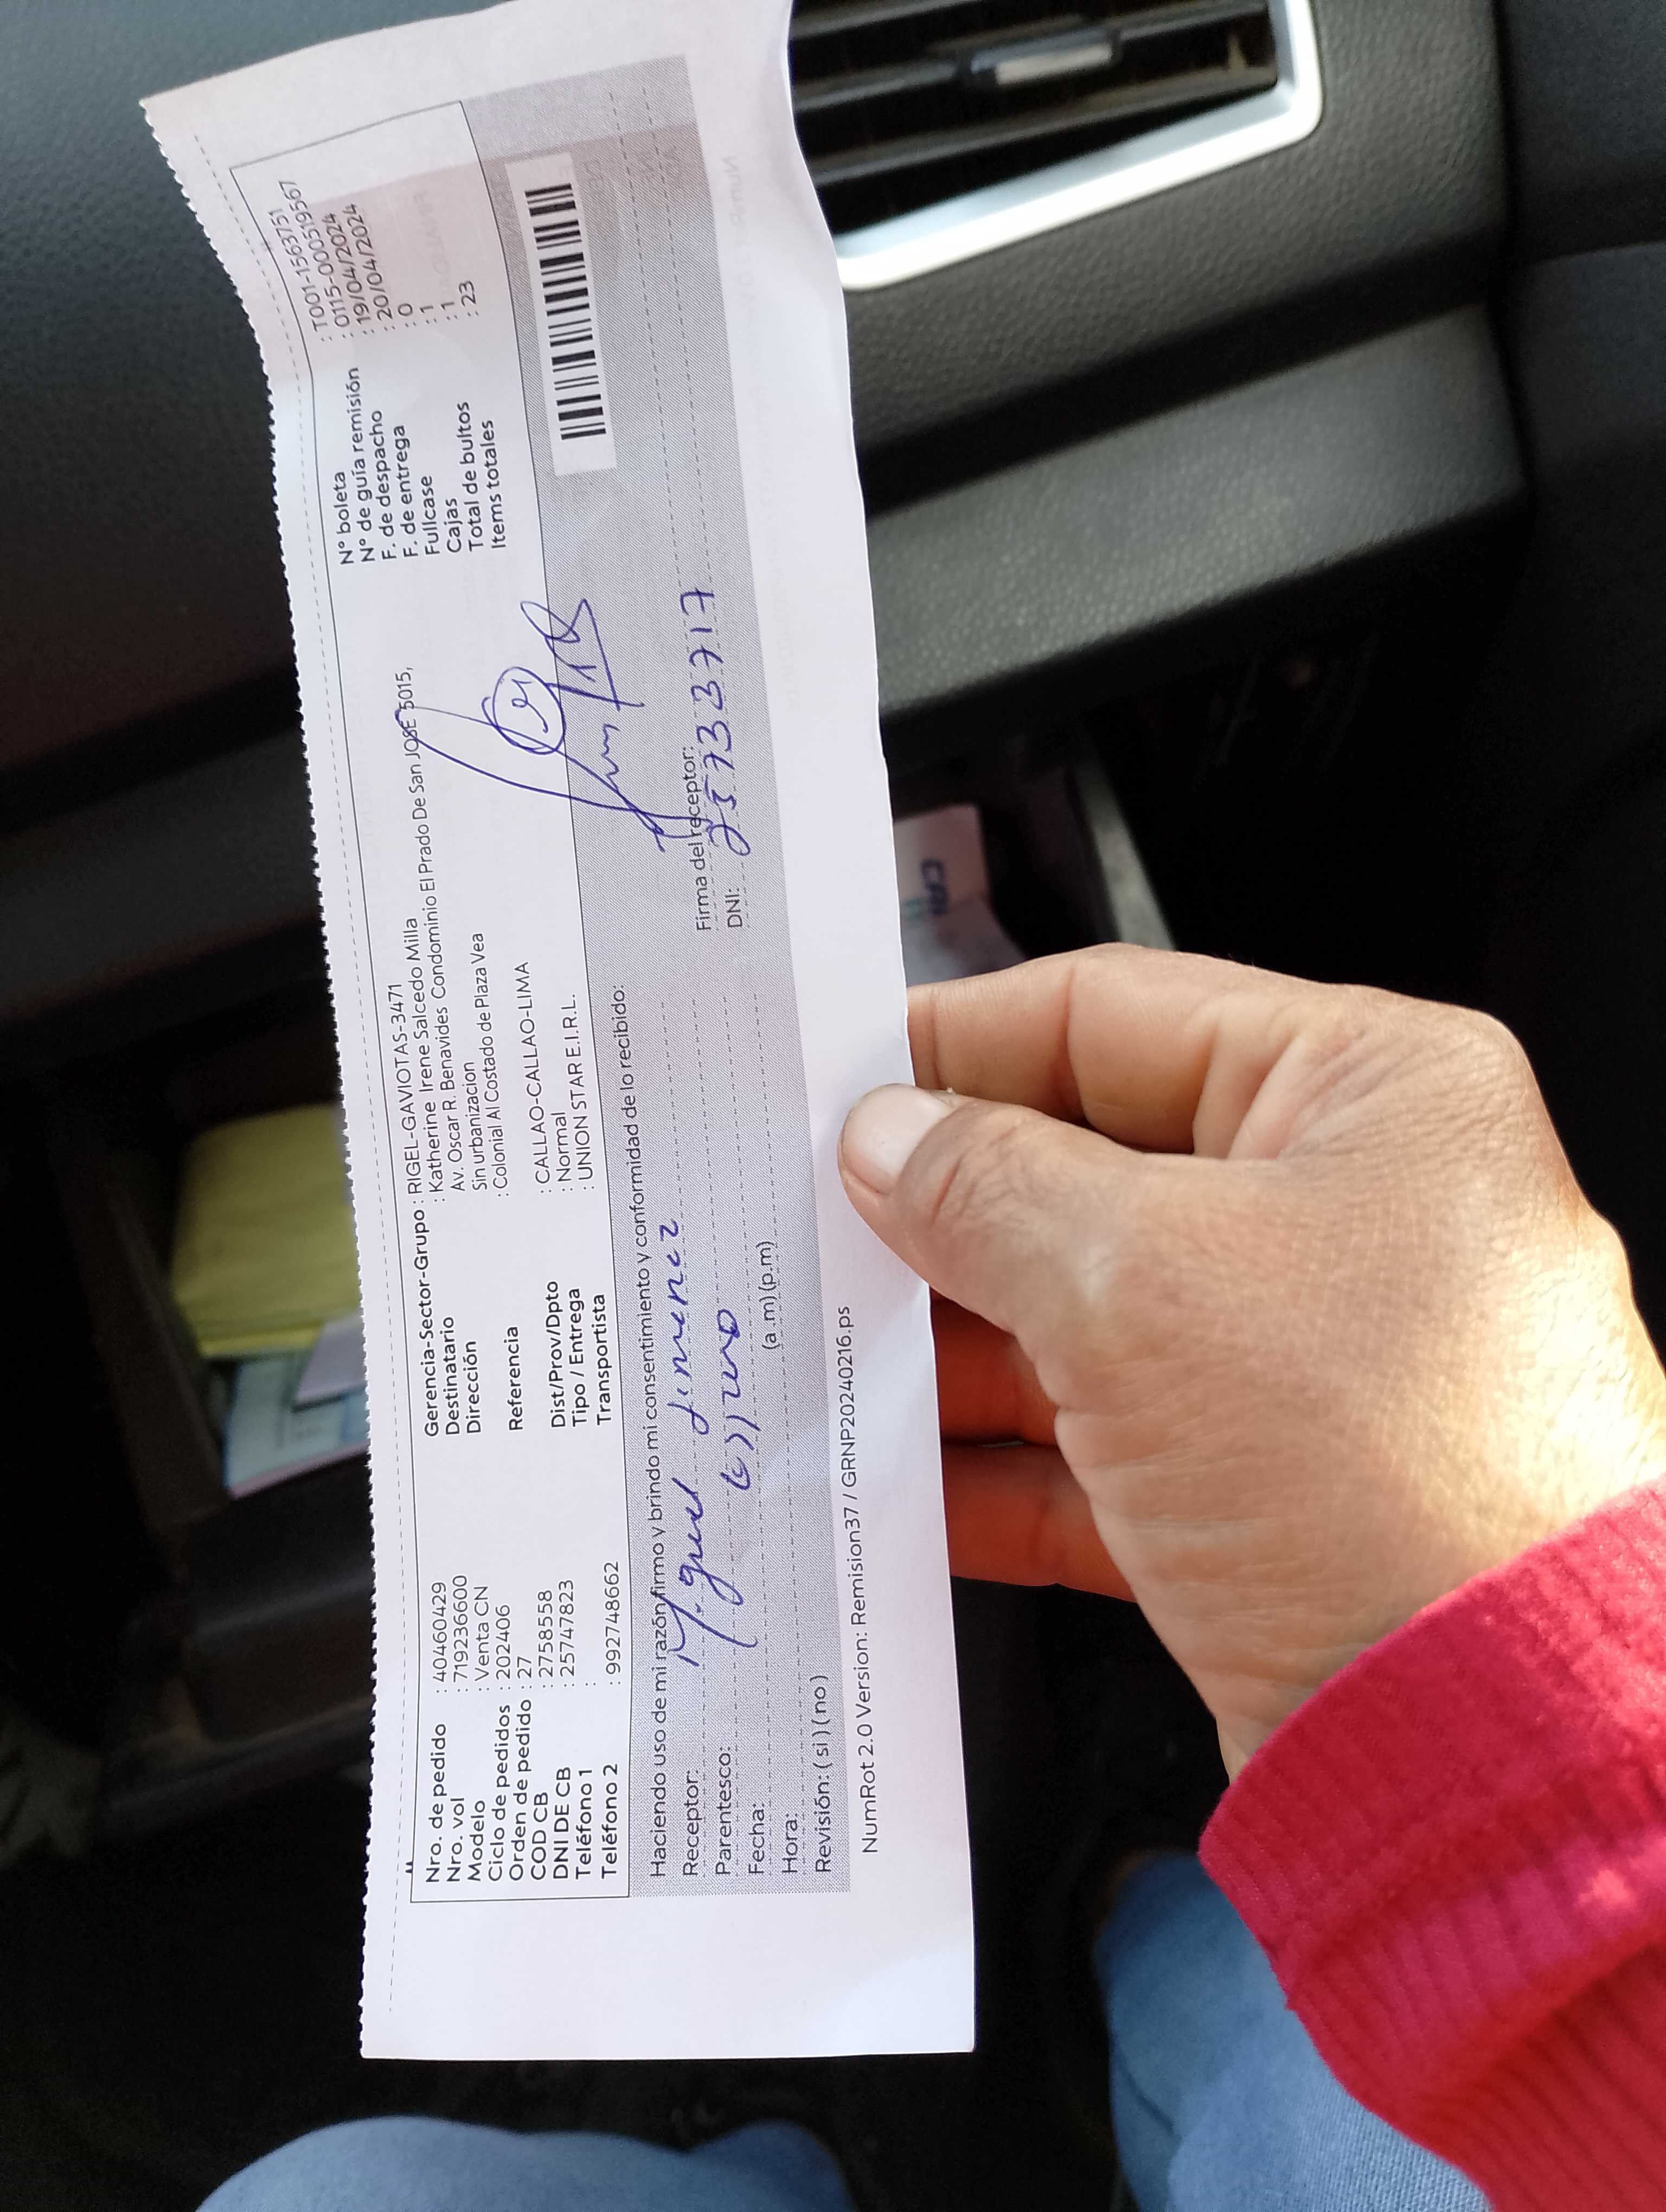 Nro. de pedido : 40460429
Nro. vol : 719236600
Modelo : Venta CN
Ciclo de pedidos : 202406
Orden de pedido : 27
COD CB : 27585558
DNI DE CB : 25747823
Teléfono 1 :
Teléfono 2 : 992748662
Gerencia-Sector-Grupo : RIGEL-GAVIOTAS-3471
Destinatario : Katherine Irene Salcedo Milla
Dirección Av. Oscar R. Benavides Condominio El Prado De San JOSE 5015,
Sin urbanizacion
Referencia : Colonial Al Costado de Plaza Vea
Dist/Prov/Dpto : CALLAO-CALLAO-LIMA
Tipo / Entrega : Normal
Transportista : UNION STAR E.I.R.L.
N° boleta : T001-1563751
N° de guía remisión : 0115-000519567
F. de despacho : 19/04/2024
F. de entrega : 20/04/2024
Fullcase : 0
Cajas : 1
Total de bultos : 1
Items totales : 23
Haciendo uso de mi razón firmo y brindo mi consentimiento y conformidad de lo recibido:
Receptor: Miguel Jimenez
Parentesco:
Fecha:
Hora: (a.m) (p.m)
Revisión: ( si ) ( no )
Firma del receptor:
DNI: 25733717
NumRot 2.0 Version: Remision37 / GRNP20240216.ps